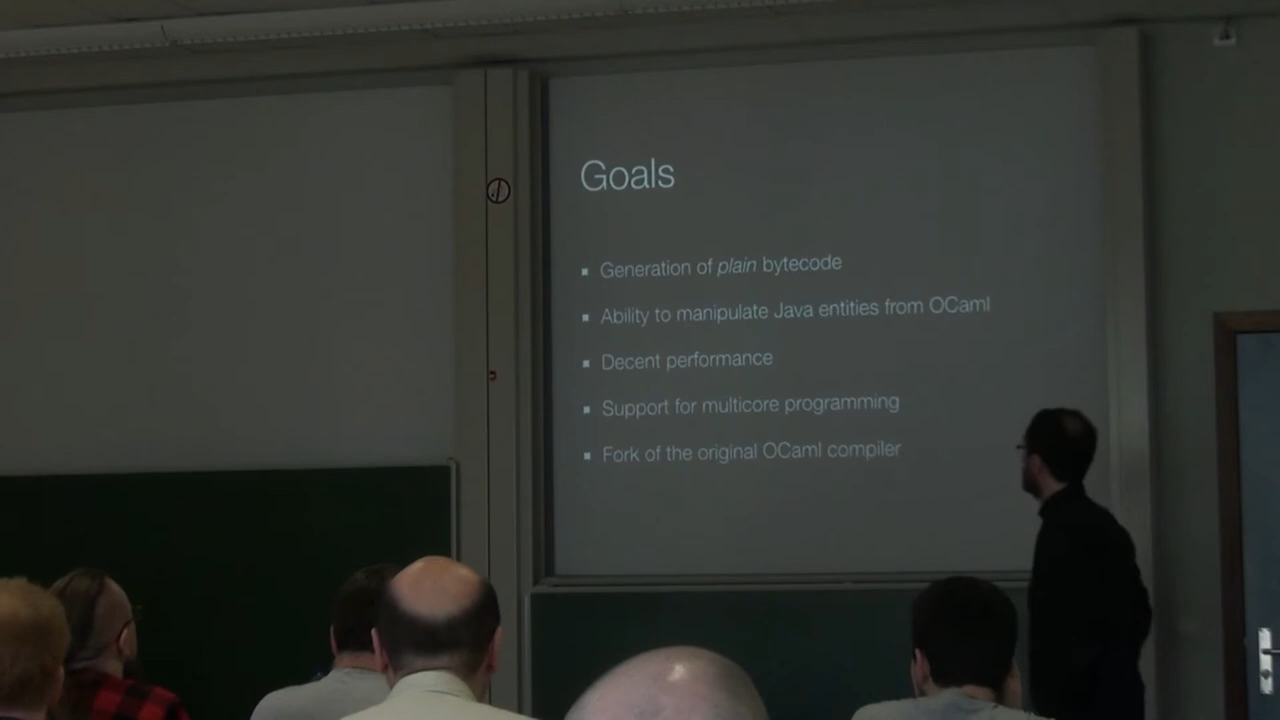 Goals
▪ Generation of plain bytecode
▪ Ability to manipulate Java entities from OCaml
▪ Decent performance
▪ Support for multicore programming
▪ Fork of the original OCaml compiler